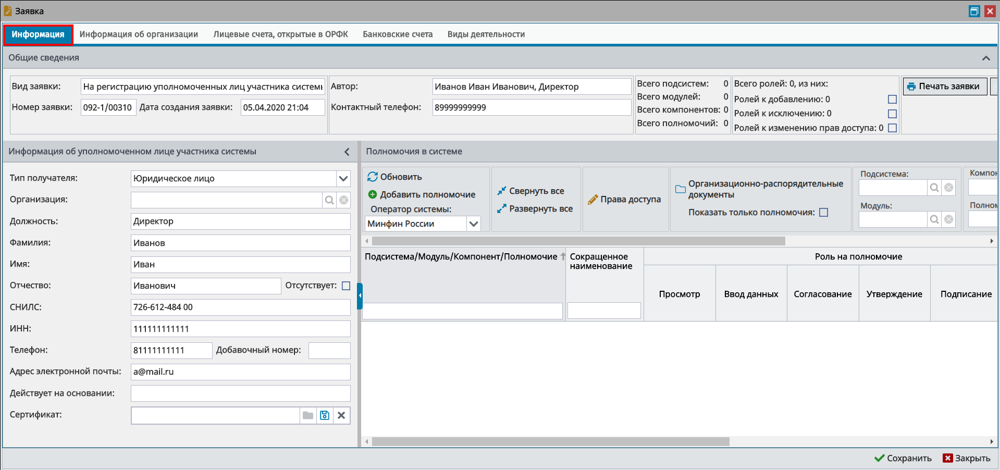 Заявка
Информация
Информация об организации
Лицевые счета, открытые в ОРФК
Банковские счета
Виды деятельности
Общие сведения
Вид заявки:
На регистрацию уполномоченных лиц участника системы
Номер заявки:
092-1/00310
Дата создания заявки:
05.04.2020 21:04
Автор:
Иванов Иван Иванович, Директор
Контактный телефон:
89999999999
Всего подсистем: 0
Всего модулей: 0
Всего компонентов: 0
Всего полномочий: 0
Всего ролей: 0, из них:
Ролей к добавлению: 0
Ролей к исключению: 0
Ролей к изменению прав доступа: 0
Печать заявки
Информация об уполномоченном лице участника системы
Тип получателя:
Юридическое лицо
Организация:
Должность:
Директор
Фамилия:
Иванов
Имя:
Иван
Отчество:
Иванович
Отсутствует:
СНИЛС:
726-612-484 00
ИНН:
111111111111
Телефон:
81111111111
Добавочный номер:
Адрес электронной почты:
a@mail.ru
Действует на основании:
Сертификат:
Полномочия в системе
Обновить
Добавить полномочие
Оператор системы:
Минфин России
Свернуть все
Развернуть все
Права доступа
Организационно-распорядительные
документы
Показать только полномочия:
Подсистема:
Модуль:
Компон
Полном
Подсистема/Модуль/Компонент/Полномочие
Сокращенное
наименование
Роль на полномочие
Просмотр
Ввод данных
Согласование
Утверждение
Подписание
Сохранить
Закрыть